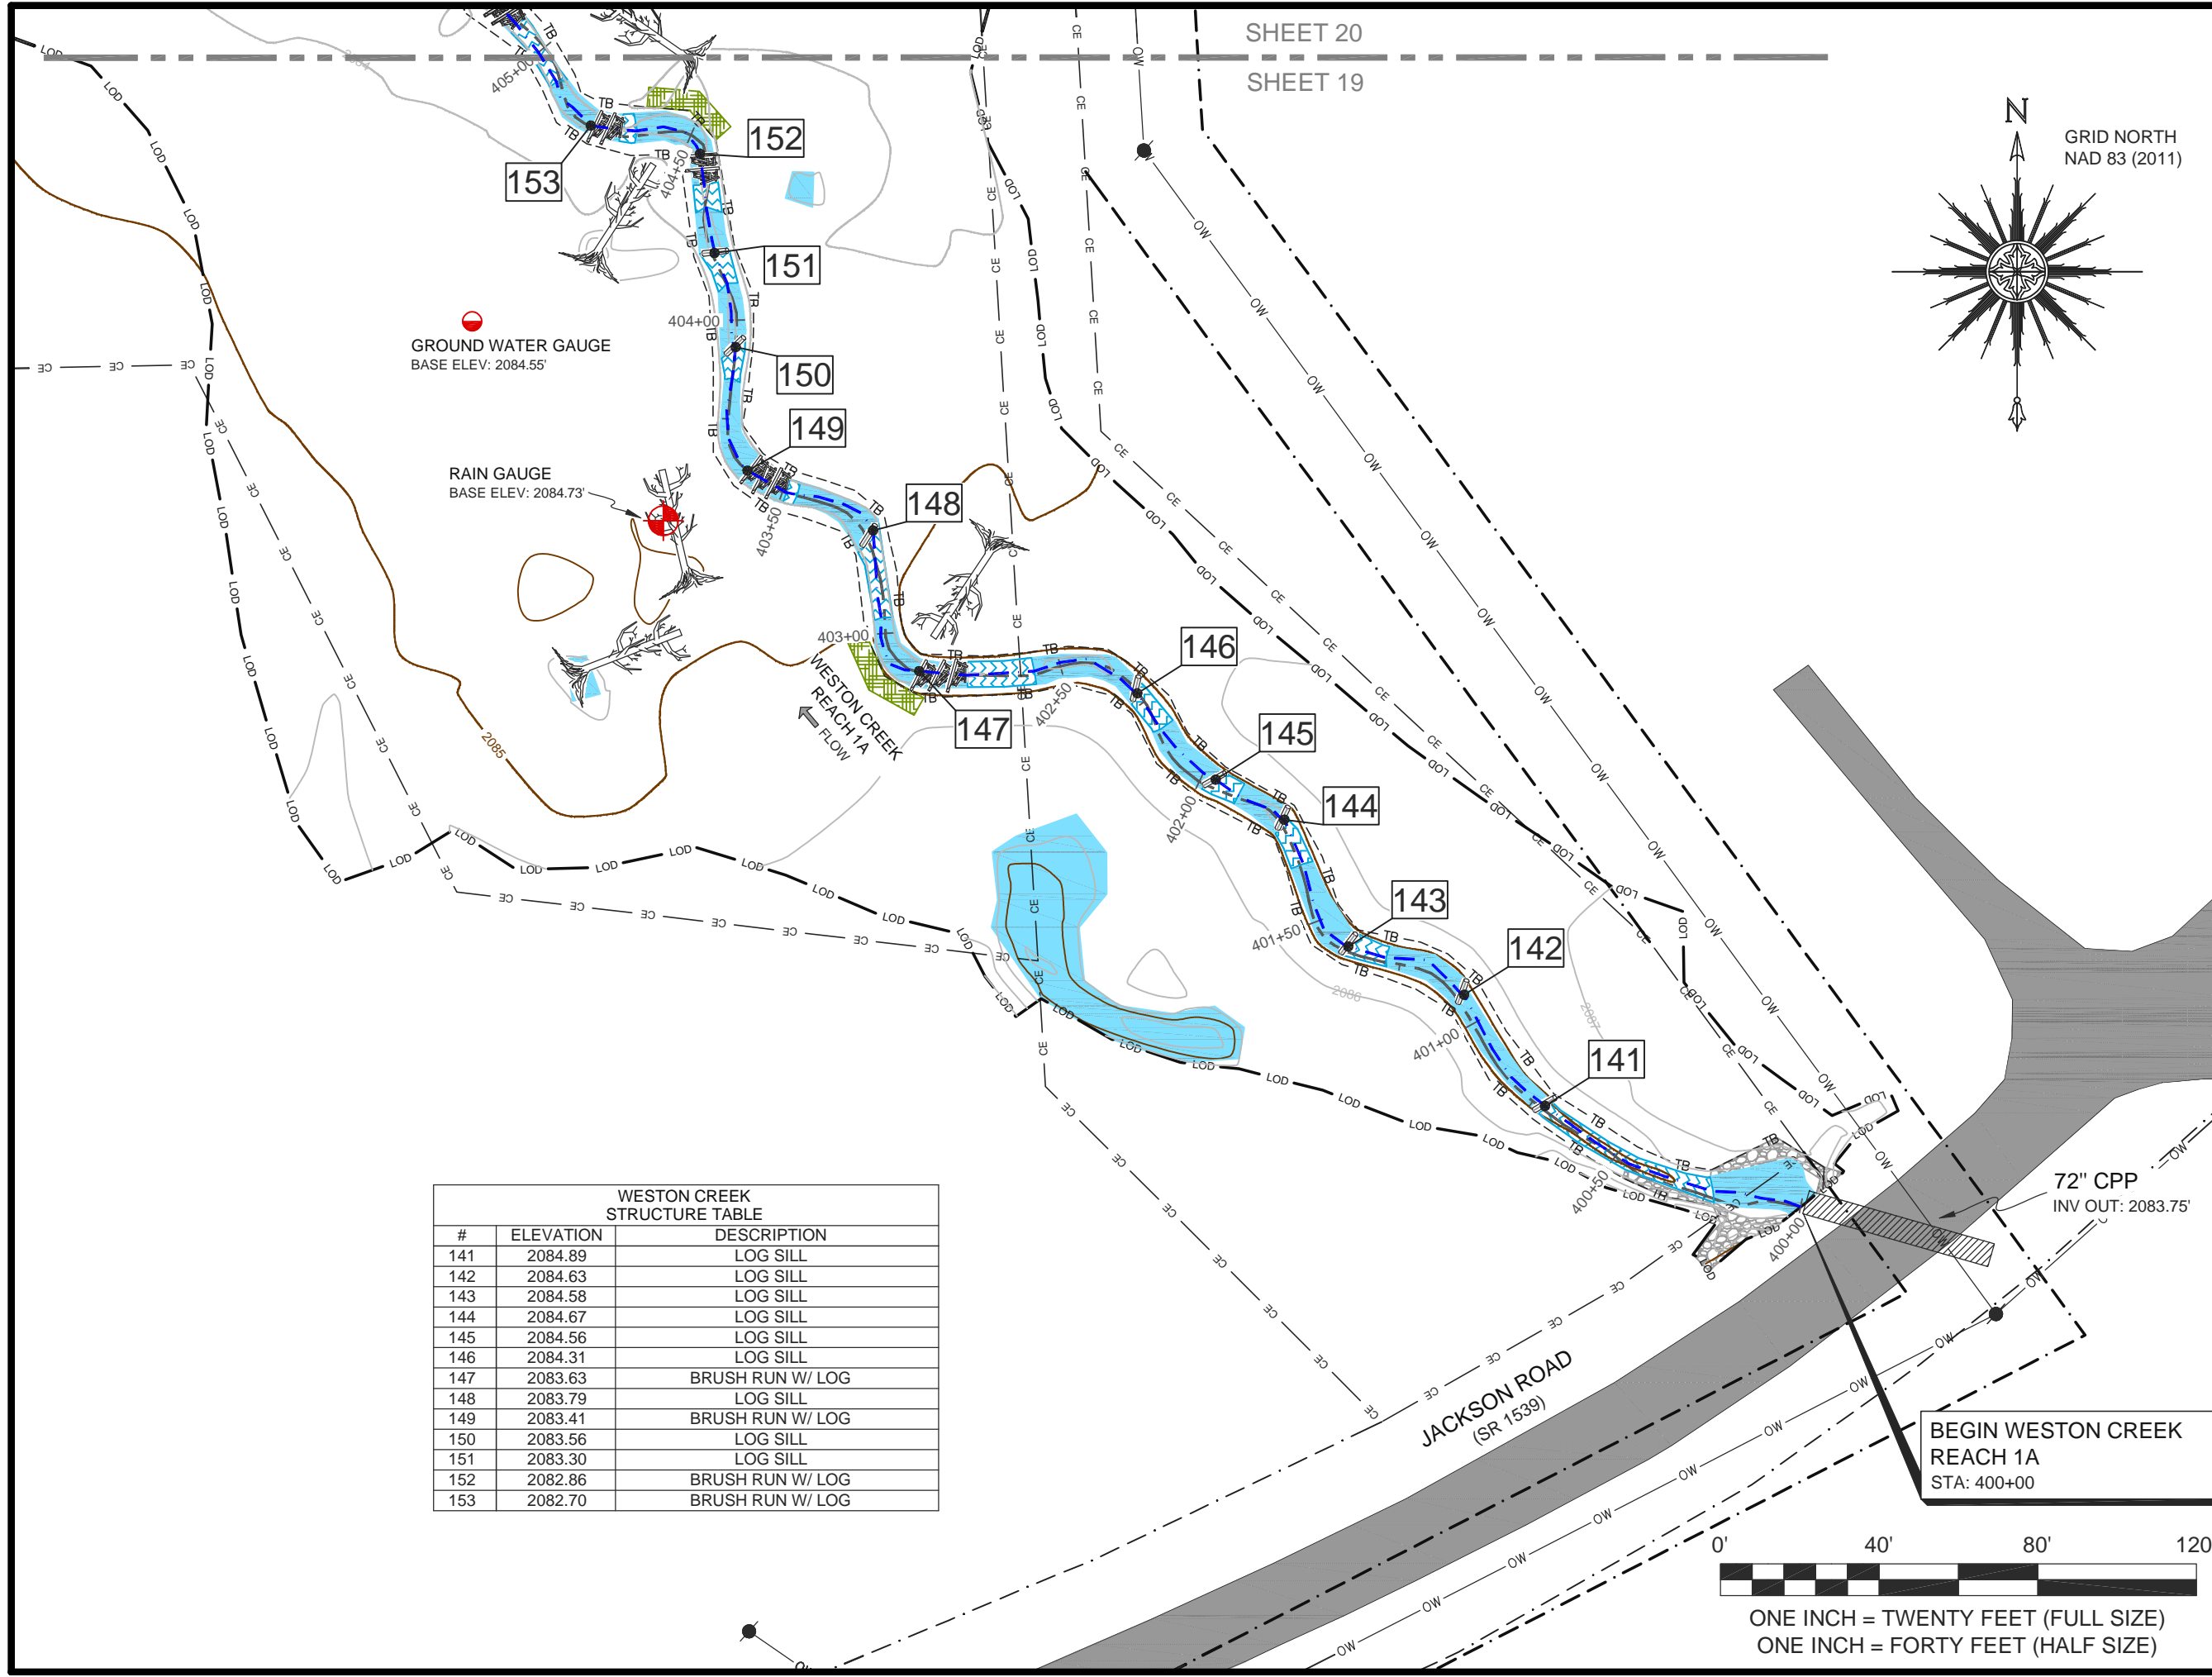 SHEET 20
SHEET 19
N
GRID NORTH
NAD 83 (2011)
405+00
2084
152
153
404+50
151
404+00
150
GROUND WATER GAUGE
BASE ELEV: 2084.55'
149
RAIN GAUGE
BASE ELEV: 2084.73'
148
403+50
403+00
146
WESTON CREEK
REACH 1A
FLOW
147
402+50
145
2085
144
402+00
143
401+50
142
2086
2087
401+00
141
400+50
72" CPP
INV OUT: 2083.75'
400+00
WESTON CREEK
STRUCTURE TABLE
# ELEVATION DESCRIPTION
141 2084.89 LOG SILL
142 2084.63 LOG SILL
143 2084.58 LOG SILL
144 2084.67 LOG SILL
145 2084.56 LOG SILL
146 2084.31 LOG SILL
147 2083.63 BRUSH RUN W/ LOG
148 2083.79 LOG SILL
149 2083.41 BRUSH RUN W/ LOG
150 2083.56 LOG SILL
151 2083.30 LOG SILL
152 2082.86 BRUSH RUN W/ LOG
153 2082.70 BRUSH RUN W/ LOG
JACKSON ROAD
(SR 1539)
BEGIN WESTON CREEK
REACH 1A
STA: 400+00
0' 40' 80' 120
ONE INCH = TWENTY FEET (FULL SIZE)
ONE INCH = FORTY FEET (HALF SIZE)
LOD
CE
OW
TB